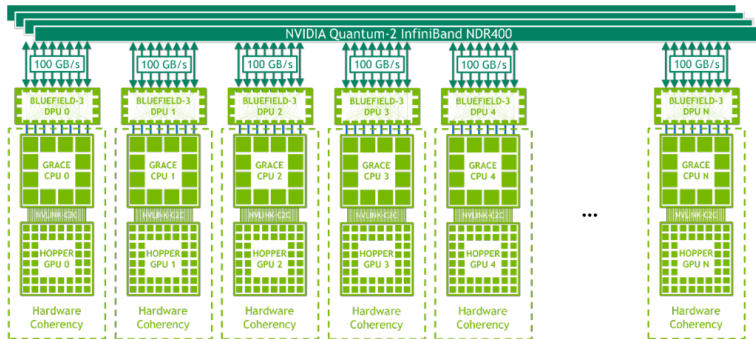 NVIDIA Quantum-2 InfiniBand NDR400
100 GB/s 100 GB/s 100 GB/s 100 GB/s 100 GB/s 100 GB/s
BLUEFIELD-3 BLUEFIELD-3 BLUEFIELD-3 BLUEFIELD-3 BLUEFIELD-3 BLUEFIELD-3
DPU 0 DPU 1 DPU 2 DPU 3 DPU 4 DPU N
GRACE GRACE GRACE GRACE GRACE GRACE
CPU 0 CPU 1 CPU 2 CPU 3 CPU 4 CPU N
NVLINK-C2C NVLINK-C2C NVLINK-C2C NVLINK-C2C NVLINK-C2C NVLINK-C2C
...
HOPPER HOPPER HOPPER HOPPER HOPPER HOPPER
GPU 0 GPU 1 GPU 2 GPU 3 GPU 4 GPU N
Hardware Hardware Hardware Hardware Hardware Hardware
Coherency Coherency Coherency Coherency Coherency Coherency